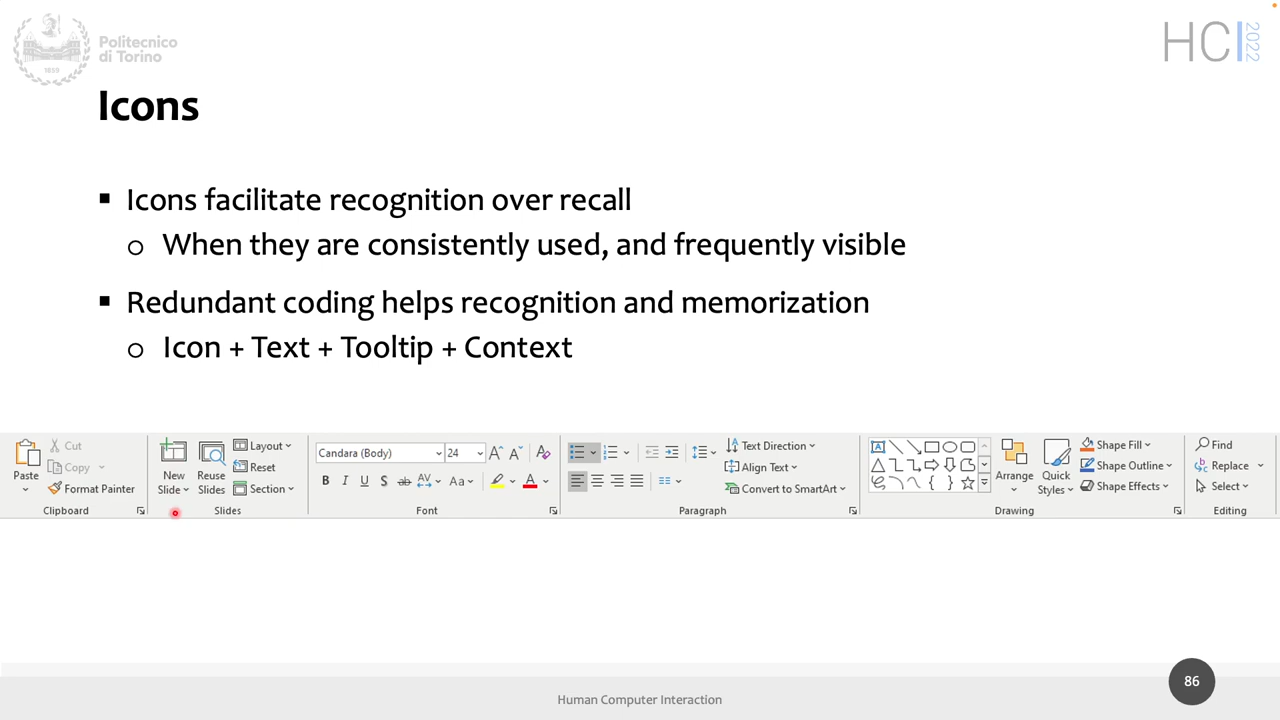 Politecnico
di Torino
1859
HCI 2022
Icons
Icons facilitate recognition over recall
When they are consistently used, and frequently visible
Redundant coding helps recognition and memorization
Icon + Text + Tooltip + Context
Paste
Cut
Copy
Format Painter
Clipboard
New
Slide
Reuse
Slides
Layout
Reset
Section
Slides
Candara (Body)
24
A A A
B I U S ab AV Aa A
Font
Text Direction
Align Text
Convert to SmartArt
Paragraph
A
Arrange
Quick
Styles
Shape Fill
Shape Outline
Shape Effects
Drawing
Find
Replace
Select
Editing
86
Human Computer Interaction